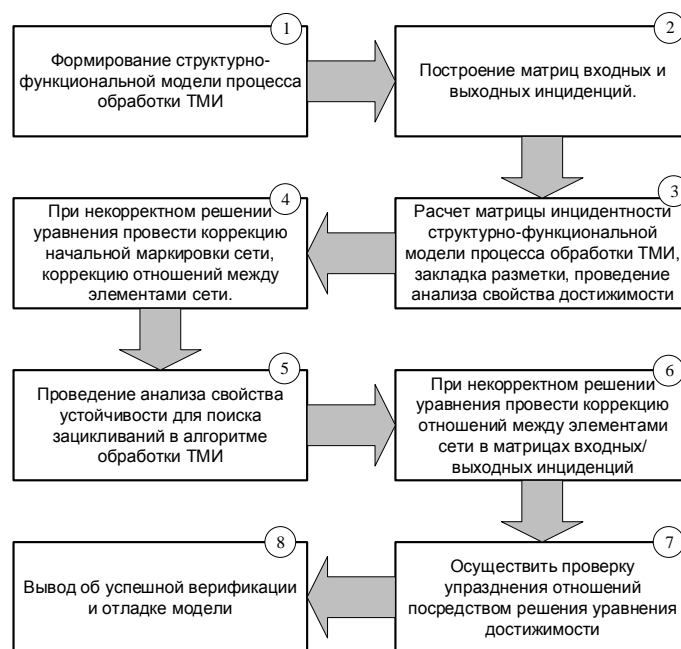 1
Формирование структурно-
функциональной модели процесса
обработки ТМИ
2
Построение матриц входных и
выходных инциденций.
3
Расчет матрицы инцидентности
структурно-функциональной
модели процесса обработки ТМИ,
закладка разметки, проведение
анализа свойства достижимости
4
При некорректном решении
уравнения провести коррекцию
начальной маркировки сети,
коррекцию отношений между
элементами сети.
5
Проведение анализа свойства
устойчивости для поиска
зацикливаний в алгоритме
обработки ТМИ
6
При некорректном решении
уравнения провести коррекцию
отношений между элементами
сети в матрицах входных/
выходных инциденций
7
Осуществить проверку
упразднения отношений
посредством решения уравнения
достижимости
8
Вывод об успешной верификации
и отладке модели